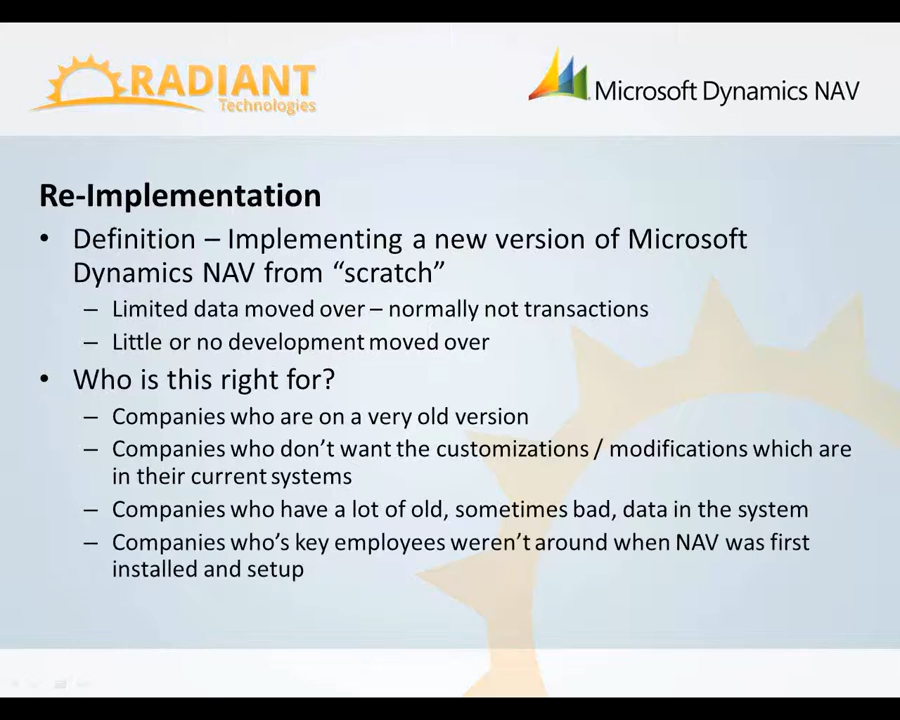 RADIANT
Technologies
Microsoft Dynamics NAV
Re-Implementation
• Definition – Implementing a new version of Microsoft
Dynamics NAV from “scratch”
– Limited data moved over – normally not transactions
– Little or no development moved over
• Who is this right for?
– Companies who are on a very old version
– Companies who don’t want the customizations / modifications which are
in their current systems
– Companies who have a lot of old, sometimes bad, data in the system
– Companies who’s key employees weren’t around when NAV was first
installed and setup